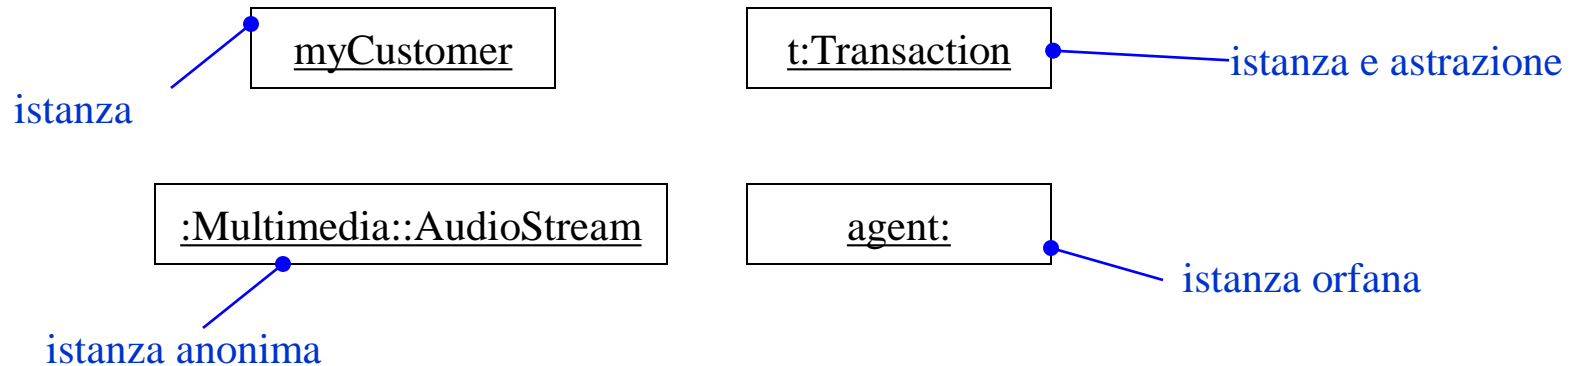 myCustomer
t:Transaction
istanza e astrazione
istanza
:Multimedia::AudioStream
agent:
istanza orfana
istanza anonima